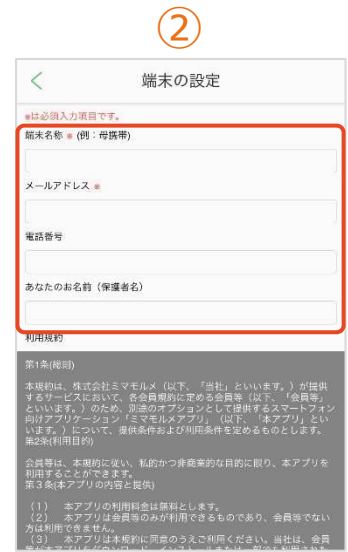 ②
端末の設定
※は必須入力項目です。
端末名称 ※ (例：母携帯)
メールアドレス ※
電話番号
あなたのお名前（保護者名）
利用規約
第1条(総則)
本規約は、株式会社ミマモルメ（以下、「当社」といいます。）が提供
するサービスにおいて、各会員規約に定める会員等（以下、「会員等」
といいます。）のため、別途のオプションとして提供するスマートフォン
向けアプリケーション「ミマモルメアプリ」（以下、「本アプリ」とい
います。）について、提供条件および利用条件を定めるものとします。
第2条(利用目的)
会員等は、本規約に従い、私的かつ非商業的な目的に限り、本アプリを
利用することができます。
第３条(本アプリの内容と提供)
（１）　本アプリの利用料金は無料とします。
（２）　本アプリは会員等のみが利用できるものであり、会員等でない
方は利用できません。
（３）　本アプリは本規約に同意のうえご利用ください。当社は、会員